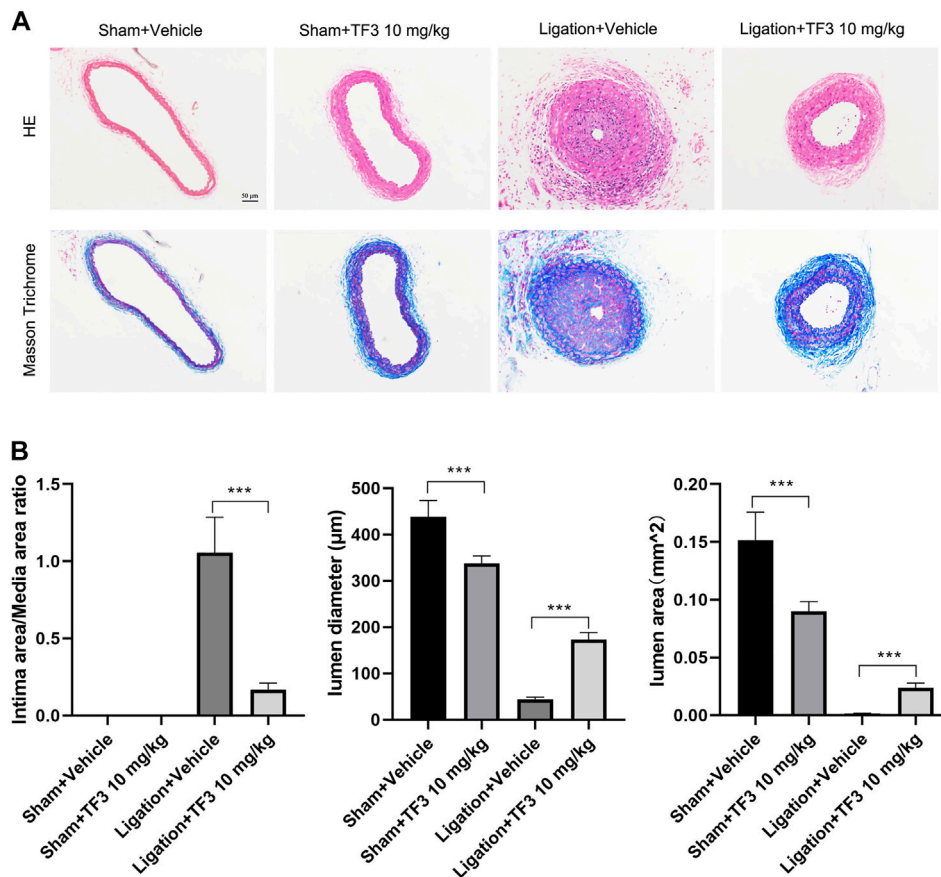 A
Sham+Vehicle
Sham+TF3 10 mg/kg
Ligation+Vehicle
Ligation+TF3 10 mg/kg
HE
50 μm
Masson Trichrome
B
Intima area/Media area ratio
1.5
1.0
0.5
0.0
***
Sham+Vehicle
Sham+TF3 10 mg/kg
Ligation+Vehicle
Ligation+TF3 10 mg/kg
lumen diameter (μm)
500
400
300
200
100
0
***
***
Sham+Vehicle
Sham+TF3 10 mg/kg
Ligation+Vehicle
Ligation+TF3 10 mg/kg
lumen area(mm^2)
0.20
0.15
0.10
0.05
0.00
***
***
Sham+Vehicle
Sham+TF3 10 mg/kg
Ligation+Vehicle
Ligation+TF3 10 mg/kg